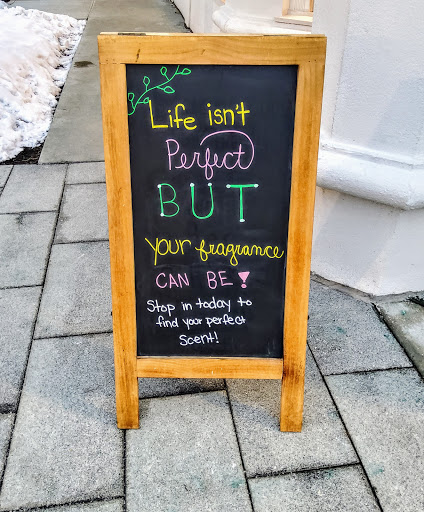 Life isn't
Perfect
BUT
your fragrance
CAN BE!
Stop in today to
find your perfect
Scent!